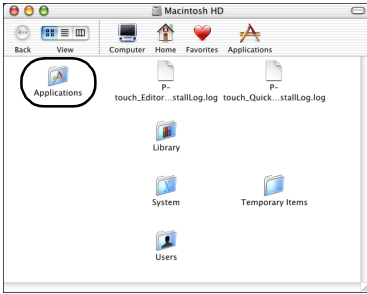 Macintosh HD
Back View Computer Home Favorites Applications
Applications
P-
touch_Editor...stallLog.log
P-
touch_Quick...stallLog.log
Library
System
Temporary Items
Users